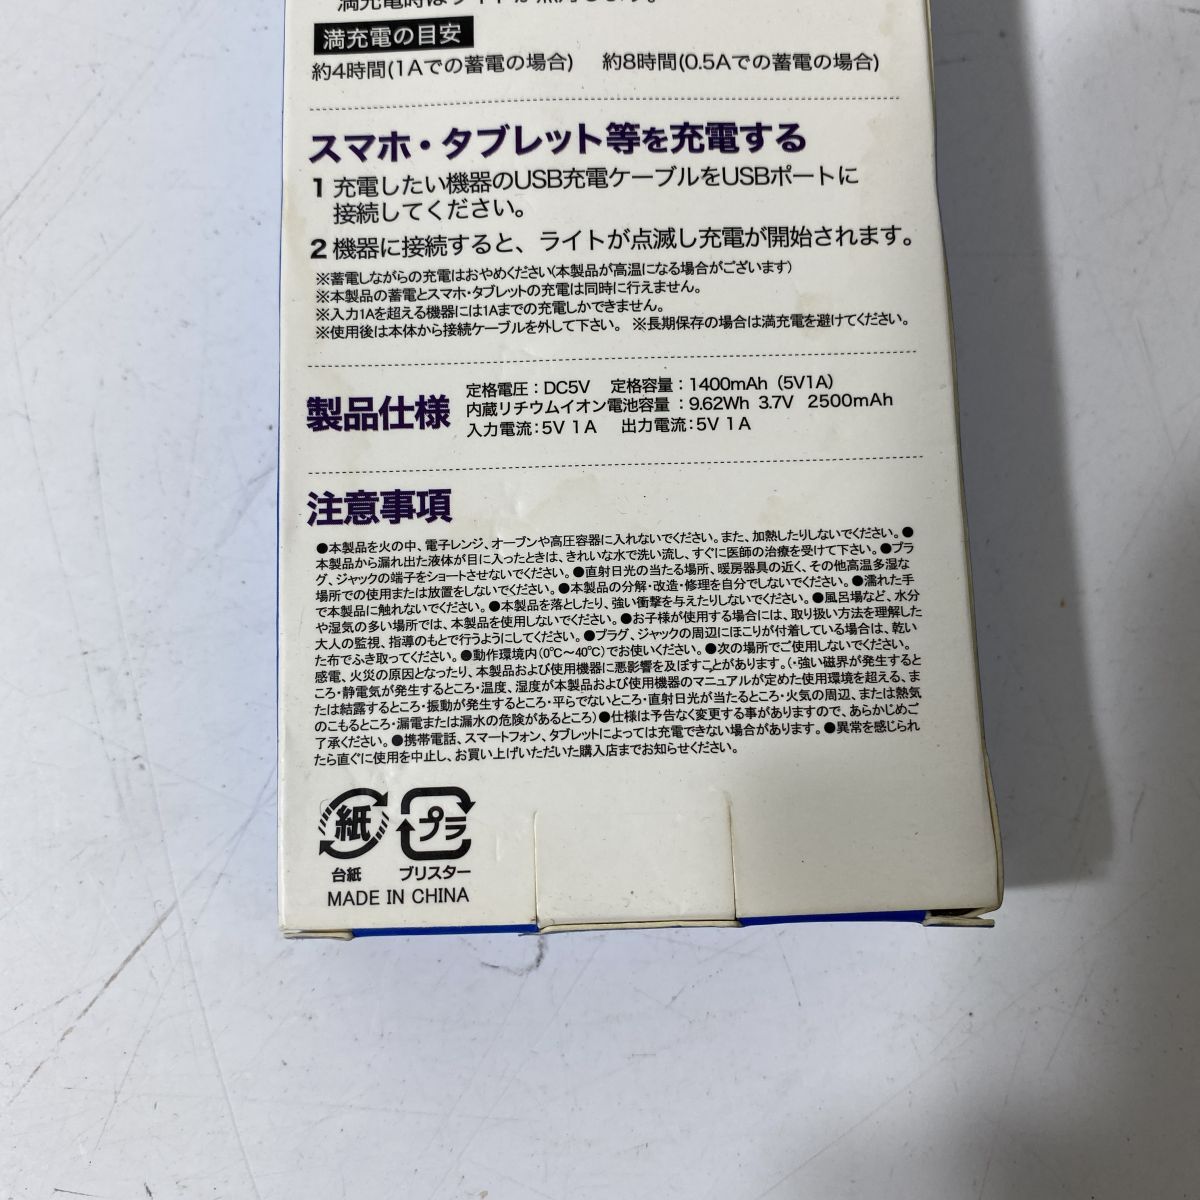 満充電時はライトが点灯します。
満充電の目安
約4時間(1Aでの蓄電の場合) 約8時間(0.5Aでの蓄電の場合)
スマホ・タブレット等を充電する
1 充電したい機器のUSB充電ケーブルをUSBポートに
接続してください。
2 機器に接続すると、ライトが点滅し充電が開始されます。
※蓄電しながらの充電はおやめください(本製品が高温になる場合がございます)
※本製品の蓄電とスマホ・タブレットの充電は同時に行えません。
※入力1Aを超える機器には1Aまでの充電しかできません。
※使用後は本体から接続ケーブルを外して下さい。 ※長期保存の場合は満充電を避けてください。
製品仕様
定格電圧：DC5V 定格容量：1400mAh (5V1A)
内蔵リチウムイオン電池容量：9.62Wh 3.7V 2500mAh
入力電流：5V 1A 出力電流：5V 1A
注意事項
●本製品を火の中、電子レンジ、オーブンや高圧容器に入れないでください。また、加熱したりしないでください。●
本製品から漏れ出た液体が目に入ったときは、きれいな水で洗い流し、すぐに医師の治療を受けて下さい。●プラ
グ、ジャックの端子をショートさせないでください。●直射日光の当たる場所、暖房器具の近く、その他高温多湿な
場所での使用または放置をしないでください。●本製品の分解・改造・修理を自分でしないでください。●濡れた手
で本製品に触れないでください。●本製品を落としたり、強い衝撃を与えたりしないでください。●風呂場など、水分
や湿気の多い場所では、本製品を使用しないでください。●お子様が使用する場合には、取り扱い方法を理解した
大人の監視、指導のもとで行うようにしてください。●プラグ、ジャックの周辺にほこりが付着している場合は、乾い
た布でふき取ってください。●動作環境内(0℃～40℃)でお使いください。●次の場所でご使用しないでください。
感電、火災の原因となったり、本製品および使用機器に悪影響を及ぼすことがあります。(・強い磁界が発生すると
ころ・静電気が発生するところ・温度、湿度が本製品および使用機器のマニュアルが定めた使用環境を超える、ま
たは結露するところ・振動が発生するところ・平らでないところ・直射日光が当たるところ・火気の周辺、または熱気
のこもるところ・漏電または漏水の危険があるところ)●仕様は予告なく変更する事がありますので、あらかじめご
了承ください。●携帯電話、スマートフォン、タブレットによっては充電できない場合があります。●異常を感じられ
たら直ぐに使用を中止し、お買い上げいただいた購入店までお知らせください。
紙 プラ
台紙 ブリスター
MADE IN CHINA